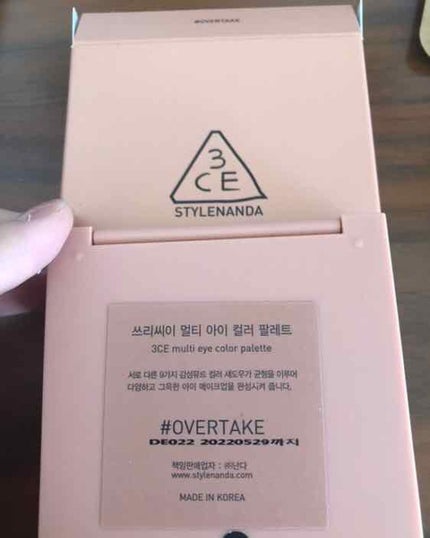 #OVERTAKE
3
CE
STYLENANDA
쓰리씨이 멀티 아이 컬러 팔레트
3CE multi eye color palette
서로 다른 9가지 감성뮤트 컬러 섀도우가 균형을 이루어
다양하고 그윽한 아이 메이크업을 완성시켜 줍니다.
#OVERTAKE
DE022 20220529까지
책임판매업자 : ㈜난다
www.stylenanda.com
MADE IN KOREA